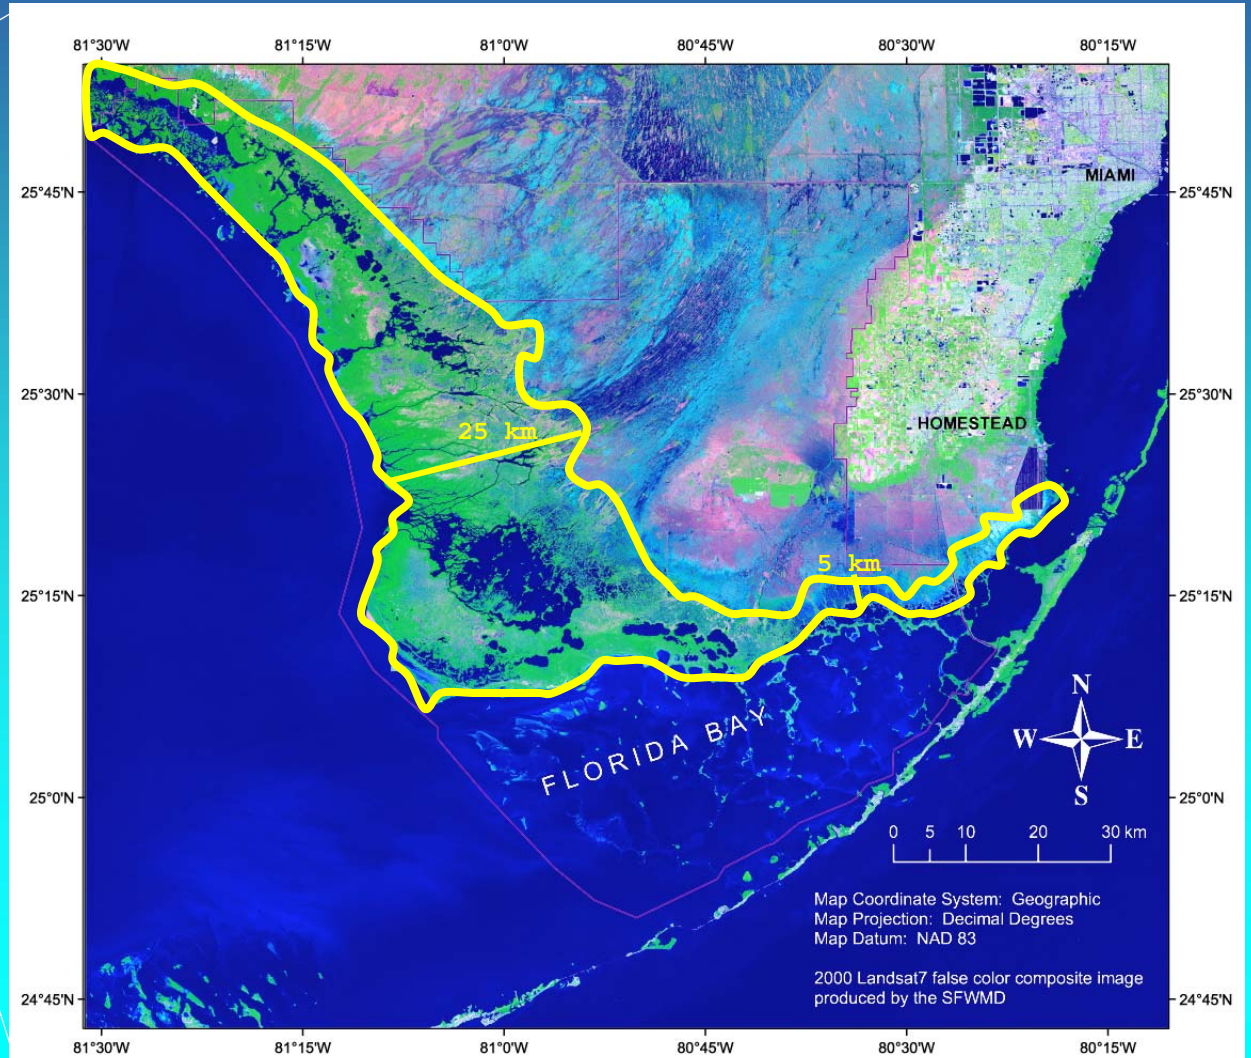 81°30'W 81°15'W 81°0'W 80°45'W 80°30'W 80°15'W
MIAMI
25°45'N 25°45'N
25°30'N 25°30'N
HOMESTEAD
25 km
5 km
25°15'N 25°15'N
N
W E
S
FLORIDA BAY
25°0'N 25°0'N
0 5 10 20 30 km
Map Coordinate System: Geographic
Map Projection: Decimal Degrees
Map Datum: NAD 83
2000 Landsat7 false color composite image
produced by the SFWMD
24°45'N 24°45'N
81°30'W 81°15'W 81°0'W 80°45'W 80°30'W 80°15'W